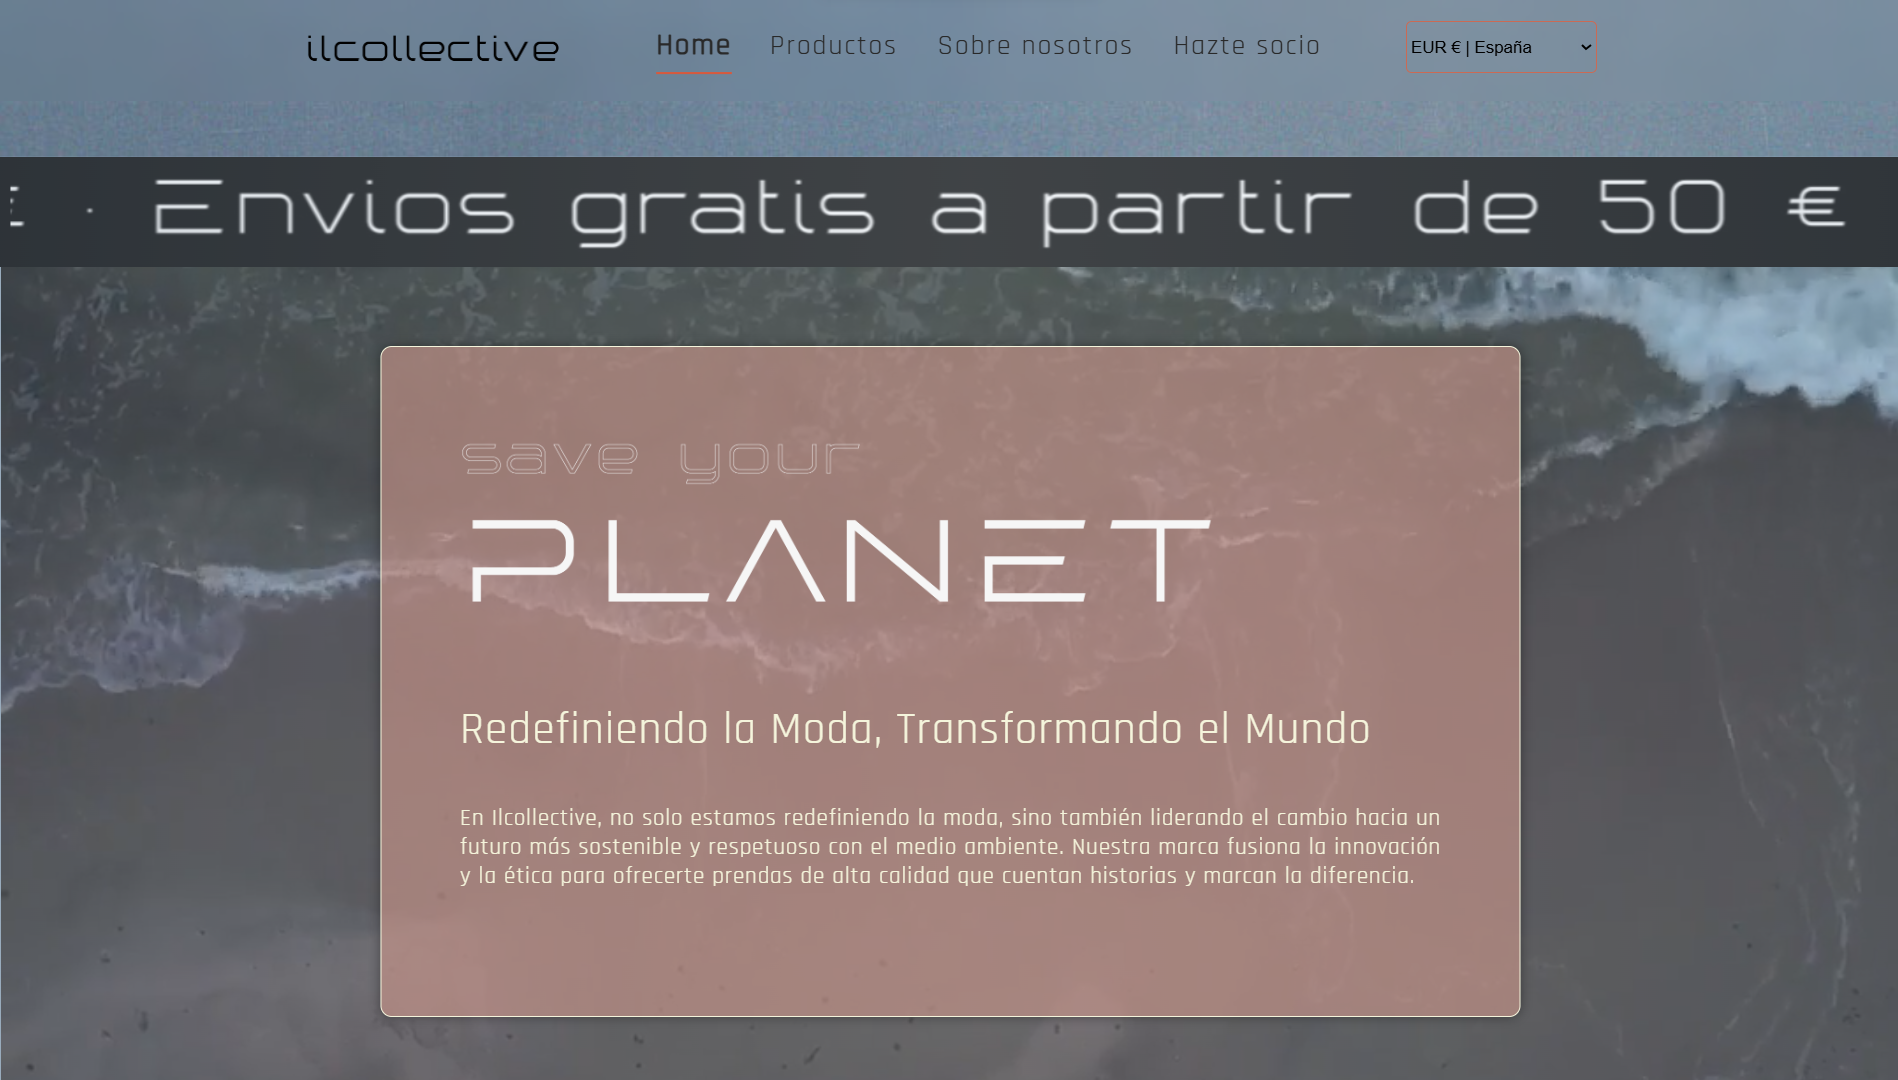 ilcollective
Home Productos Sobre nosotros Hazte socio
EUR € | España
€ · Envios gratis a partir de 50 €
save your
PLANET
Redefiniendo la Moda, Transformando el Mundo
En Ilcollective, no solo estamos redefiniendo la moda, sino también liderando el cambio hacia un
futuro más sostenible y respetuoso con el medio ambiente. Nuestra marca fusiona la innovación
y la ética para ofrecerte prendas de alta calidad que cuentan historias y marcan la diferencia.